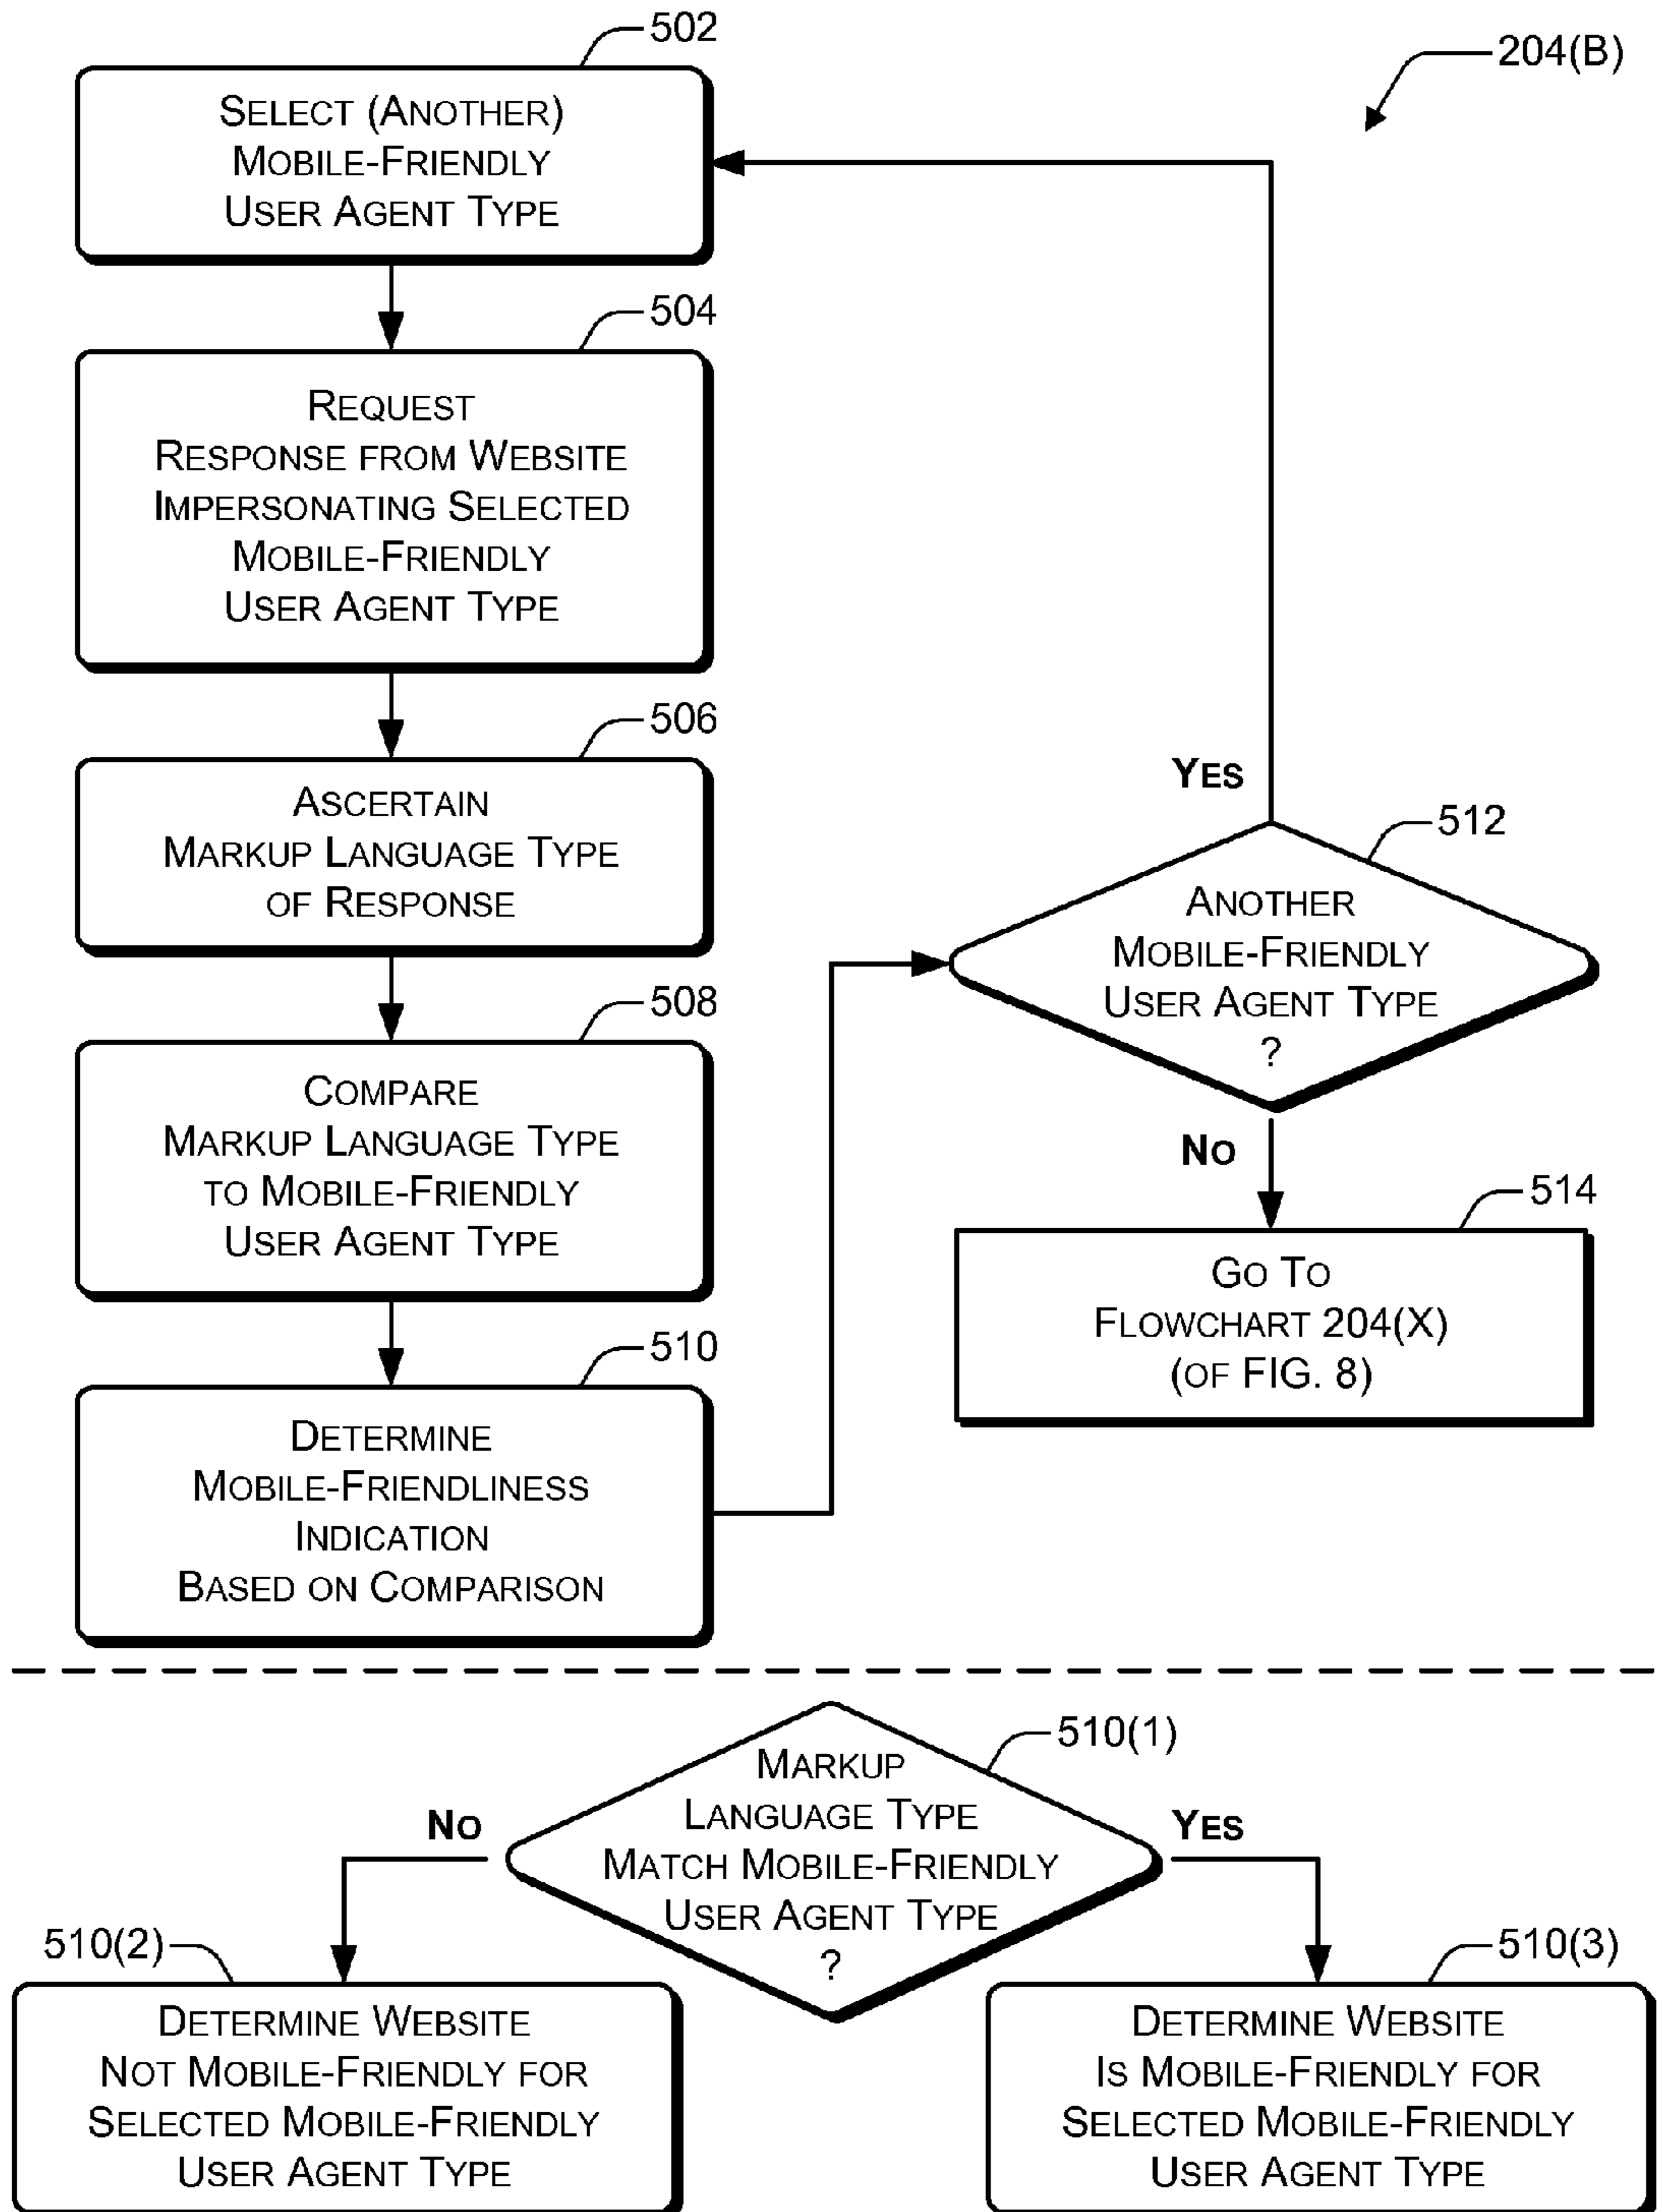 502
204(B)
SELECT (ANOTHER)
MOBILE-FRIENDLY
USER AGENT TYPE
504
REQUEST
RESPONSE FROM WEBSITE
IMPERSONATING SELECTED
MOBILE-FRIENDLY
USER AGENT TYPE
506
ASCERTAIN
MARKUP LANGUAGE TYPE
OF RESPONSE
508
COMPARE
MARKUP LANGUAGE TYPE
TO MOBILE-FRIENDLY
USER AGENT TYPE
510
DETERMINE
MOBILE-FRIENDLINESS
INDICATION
BASED ON COMPARISON
YES
512
ANOTHER
MOBILE-FRIENDLY
USER AGENT TYPE
?
NO
514
GO TO
FLOWCHART 204(X)
(OF FIG. 8)
510(1)
MARKUP
LANGUAGE TYPE
MATCH MOBILE-FRIENDLY
USER AGENT TYPE
?
NO
YES
510(2)
DETERMINE WEBSITE
NOT MOBILE-FRIENDLY FOR
SELECTED MOBILE-FRIENDLY
USER AGENT TYPE
510(3)
DETERMINE WEBSITE
IS MOBILE-FRIENDLY FOR
SELECTED MOBILE-FRIENDLY
USER AGENT TYPE